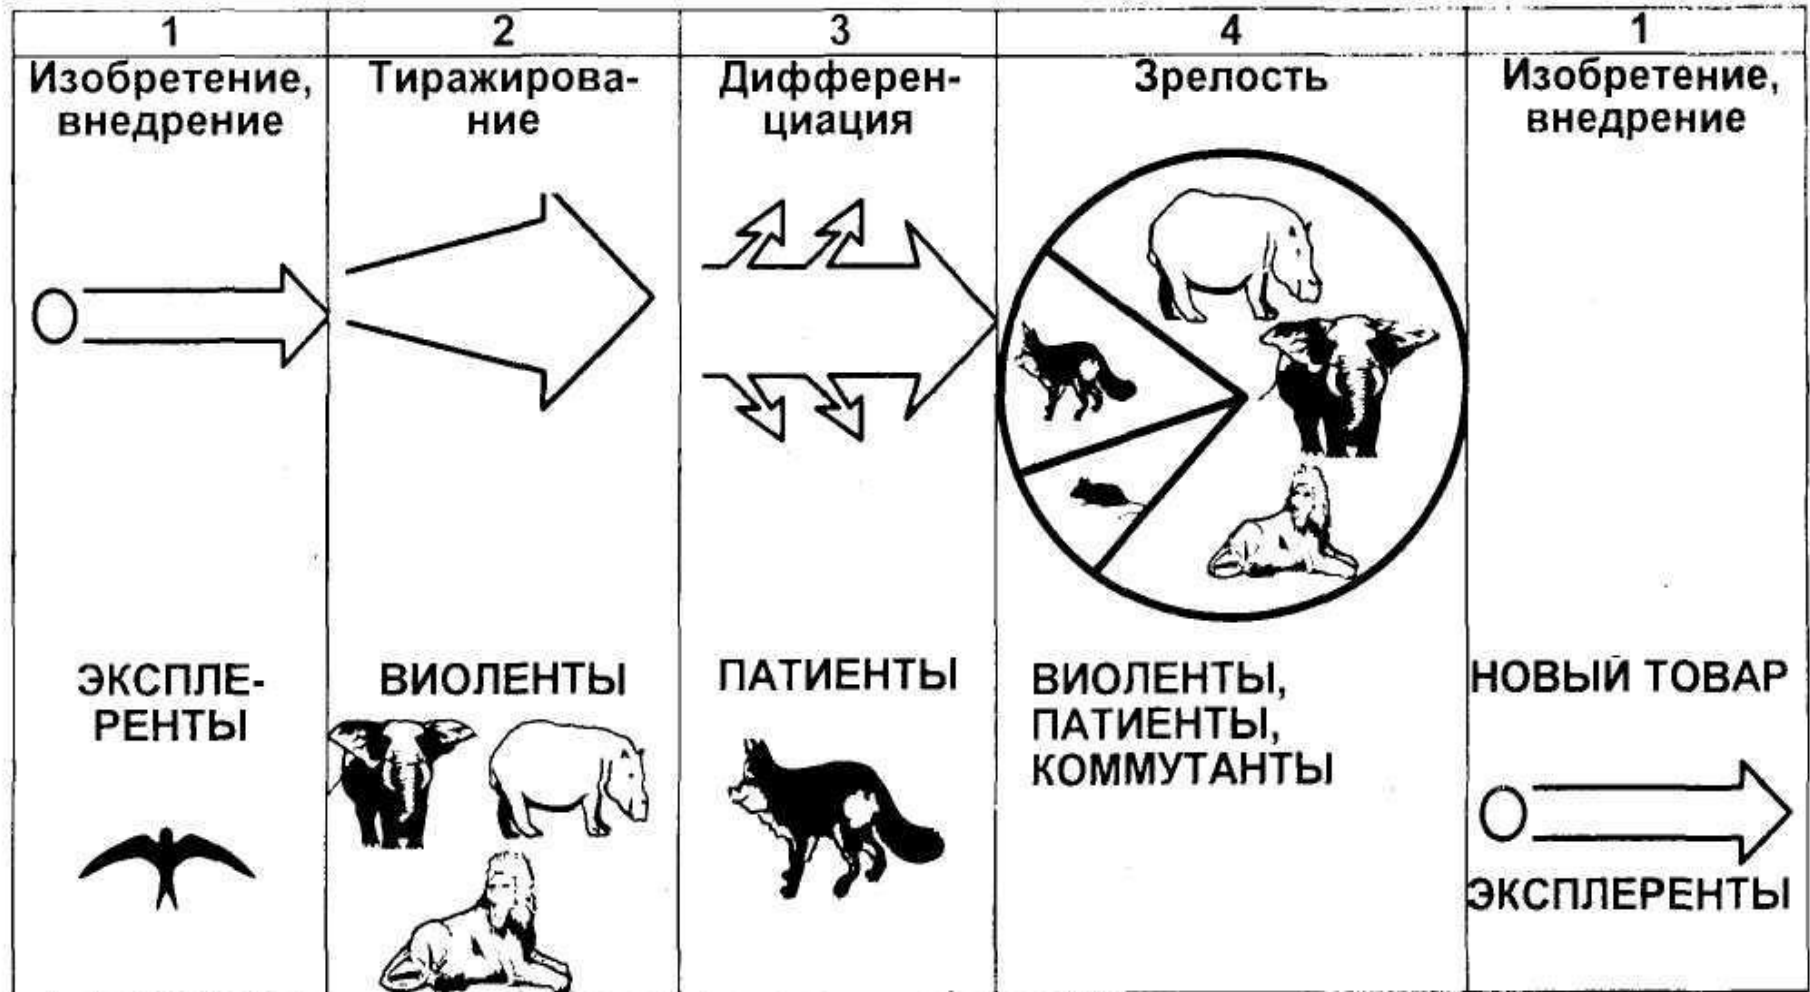 1
Изобретение,
внедрение
ЭКСПЛЕ-
РЕНТЫ
2
Тиражирова-
ние
ВИОЛЕНТЫ
3
Дифферен-
циация
ПАТИЕНТЫ
4
Зрелость
ВИОЛЕНТЫ,
ПАТИЕНТЫ,
КОММУТАНТЫ
1
Изобретение,
внедрение
НОВЫЙ ТОВАР
ЭКСПЛЕРЕНТЫ